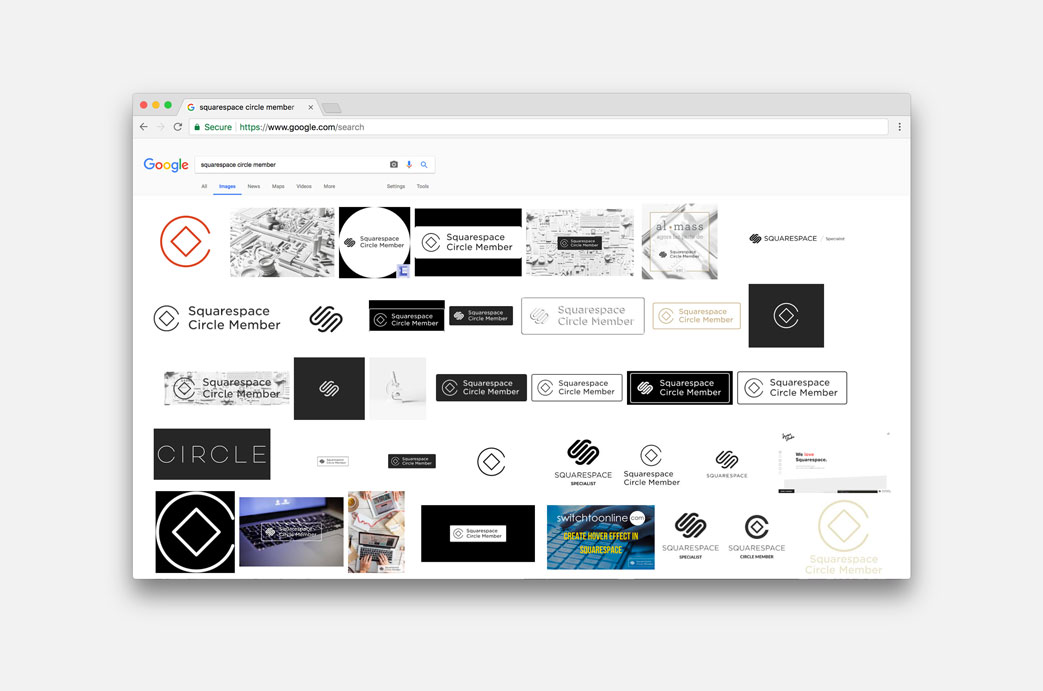 squarespace circle member
Secure
https://www.google.com/search
Google
squarespace circle member
All
Images
News
Maps
Videos
More
Settings
Tools
Squarespace
Circle Member
Squarespace
Circle Member
Squarespace
Circle Member
al·mass
Squarespace
Circle Member
SQUARESPACE / Specialist
Squarespace
Circle Member
Squarespace
Circle Member
Squarespace
Circle Member
Squarespace
Circle Member
Squarespace
Circle Member
Squarespace
Circle Member
Squarespace
Circle Member
Squarespace
Circle Member
Squarespace
Circle Member
Squarespace
Circle Member
CIRCLE
Squarespace
Circle Member
Squarespace
Circle Member
SQUARESPACE
SPECIALIST
Squarespace
Circle Member
SQUARESPACE
We love
Squarespace.
Squarespace
Circle Member
Squarespace
Circle Member
switchtoonline.com
CREATE HOVER EFFECT IN
SQUARESPACE
SQUARESPACE
SPECIALIST
SQUARESPACE
CIRCLE MEMBER
Squarespace
Circle Member